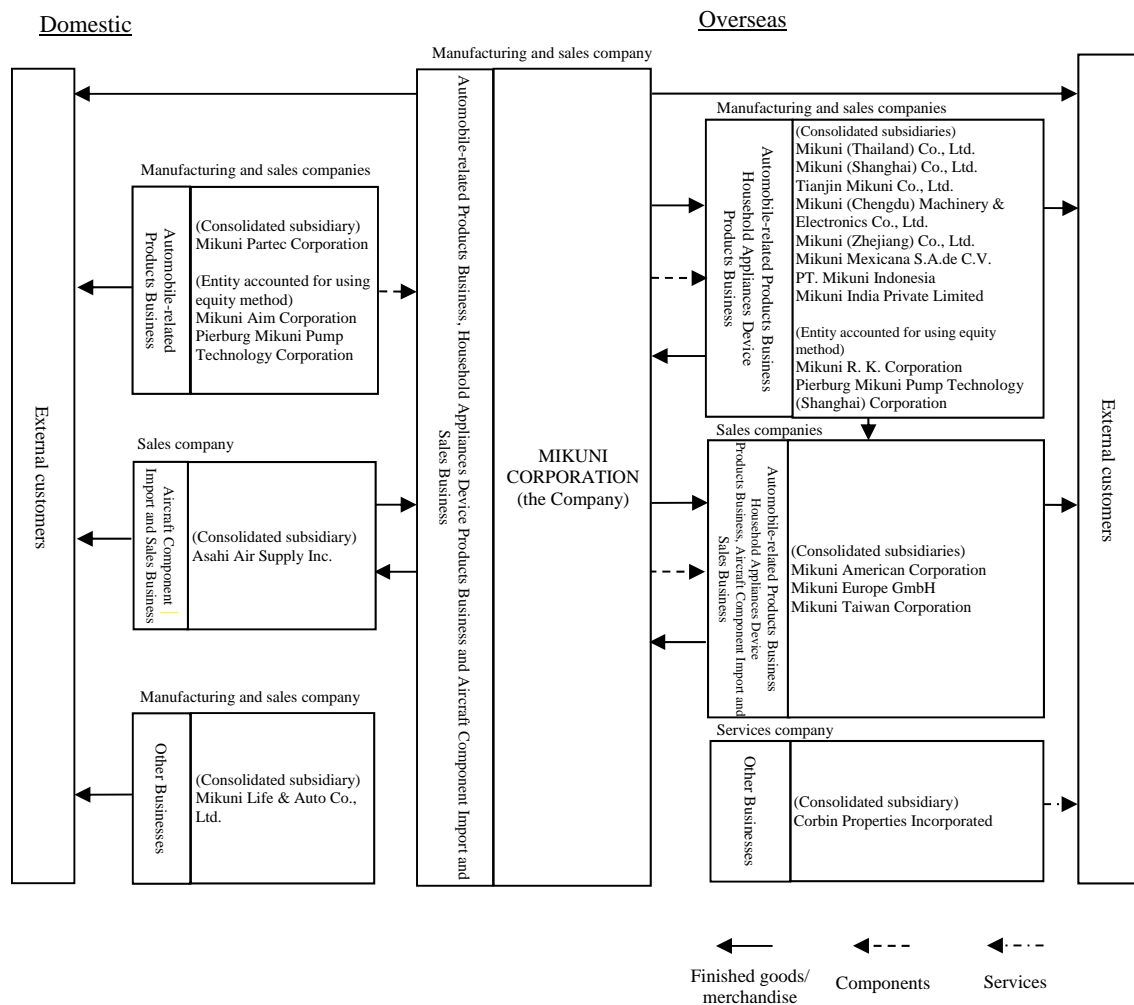 Domestic
Overseas
Manufacturing and sales company
External customers
Manufacturing and sales companies
Automobile-related
Products Business
(Consolidated subsidiary)
Mikuni Partec Corporation
(Entity accounted for using
equity method)
Mikuni Aim Corporation
Pierburg Mikuni Pump
Technology Corporation
Sales company
Aircraft Component
Import and Sales Business
(Consolidated subsidiary)
Asahi Air Supply Inc.
Manufacturing and sales company
Other Businesses
(Consolidated subsidiary)
Mikuni Life & Auto Co.,
Ltd.
Automobile-related Products Business, Household Appliances Device Products Business and Aircraft Component Import and
Sales Business
MIKUNI
CORPORATION
(the Company)
Manufacturing and sales companies
Automobile-related Products Business
Household Appliances Device
Products Business
(Consolidated subsidiaries)
Mikuni (Thailand) Co., Ltd.
Mikuni (Shanghai) Co., Ltd.
Tianjin Mikuni Co., Ltd.
Mikuni (Chengdu) Machinery &
Electronics Co., Ltd.
Mikuni (Zhejiang) Co., Ltd.
Mikuni Mexicana S.A.de C.V.
PT. Mikuni Indonesia
Mikuni India Private Limited
(Entity accounted for using equity
method)
Mikuni R. K. Corporation
Pierburg Mikuni Pump Technology
(Shanghai) Corporation
Sales companies
Automobile-related Products Business
Household Appliances Device
Products Business, Aircraft Component Import and
Sales Business
(Consolidated subsidiaries)
Mikuni American Corporation
Mikuni Europe GmbH
Mikuni Taiwan Corporation
Services company
Other Businesses
(Consolidated subsidiary)
Corbin Properties Incorporated
External customers
Finished goods/
merchandise
Components
Services